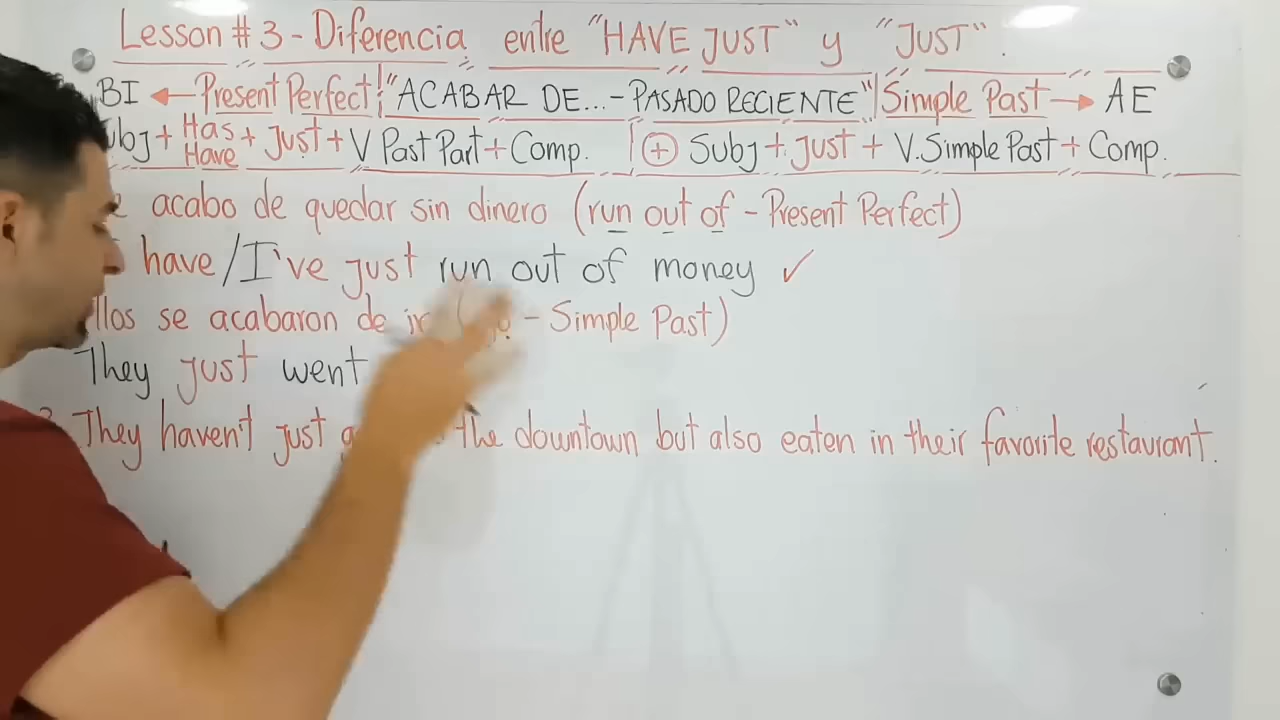 Lesson # 3 - Diferencia entre "HAVE JUST" y "JUST".
BI ← Present Perfect | "ACABAR DE... - PASADO RECIENTE" | Simple Past → AE
+ Has + Just + V Past Part + Comp. | (+) Subj + Just + V. Simple Past + Comp.
Have
acabo de quedar sin dinero (run out of - Present Perfect)
have / I've just run out of money ✓
se acabaron de - Simple Past)
They just went
They haven't just the downtown but also eaten in their favorite restaurant.